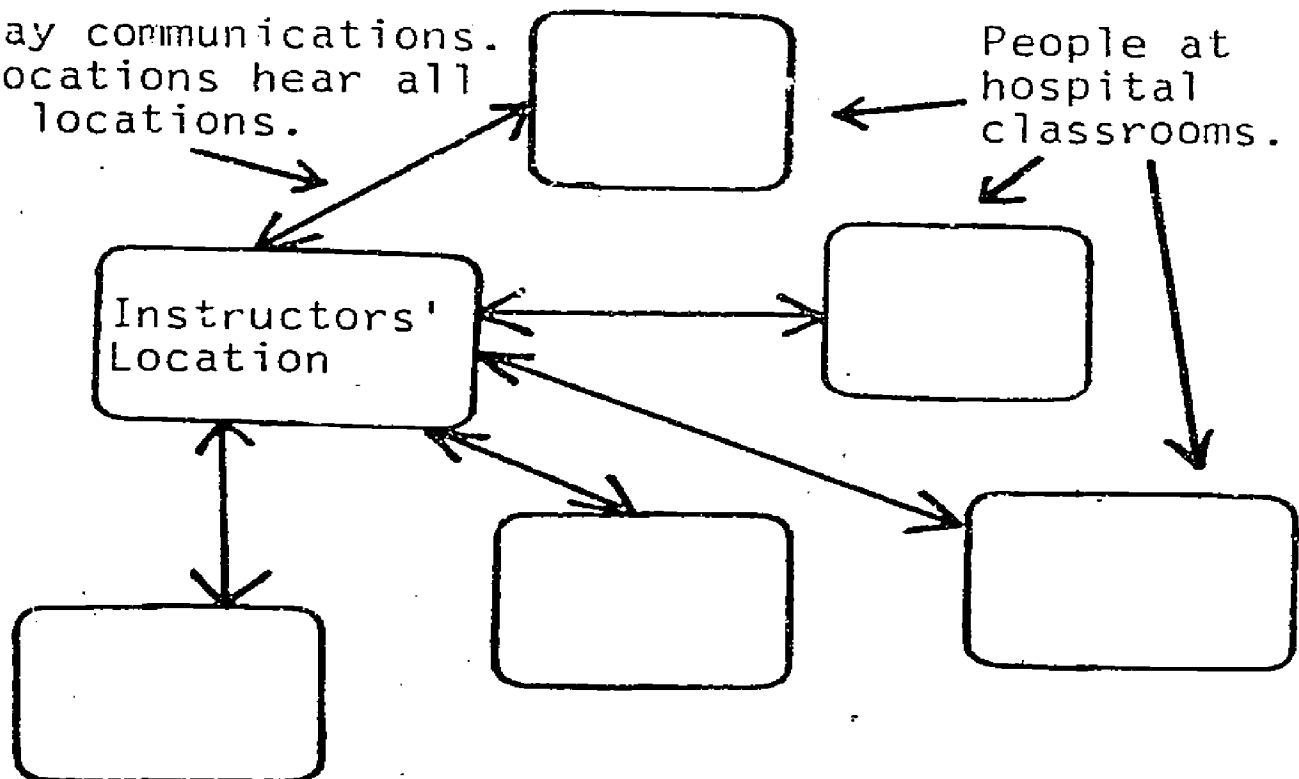 ay communications.
ocations hear all
locations.
People at
hospital
classrooms.
Instructors'
Location